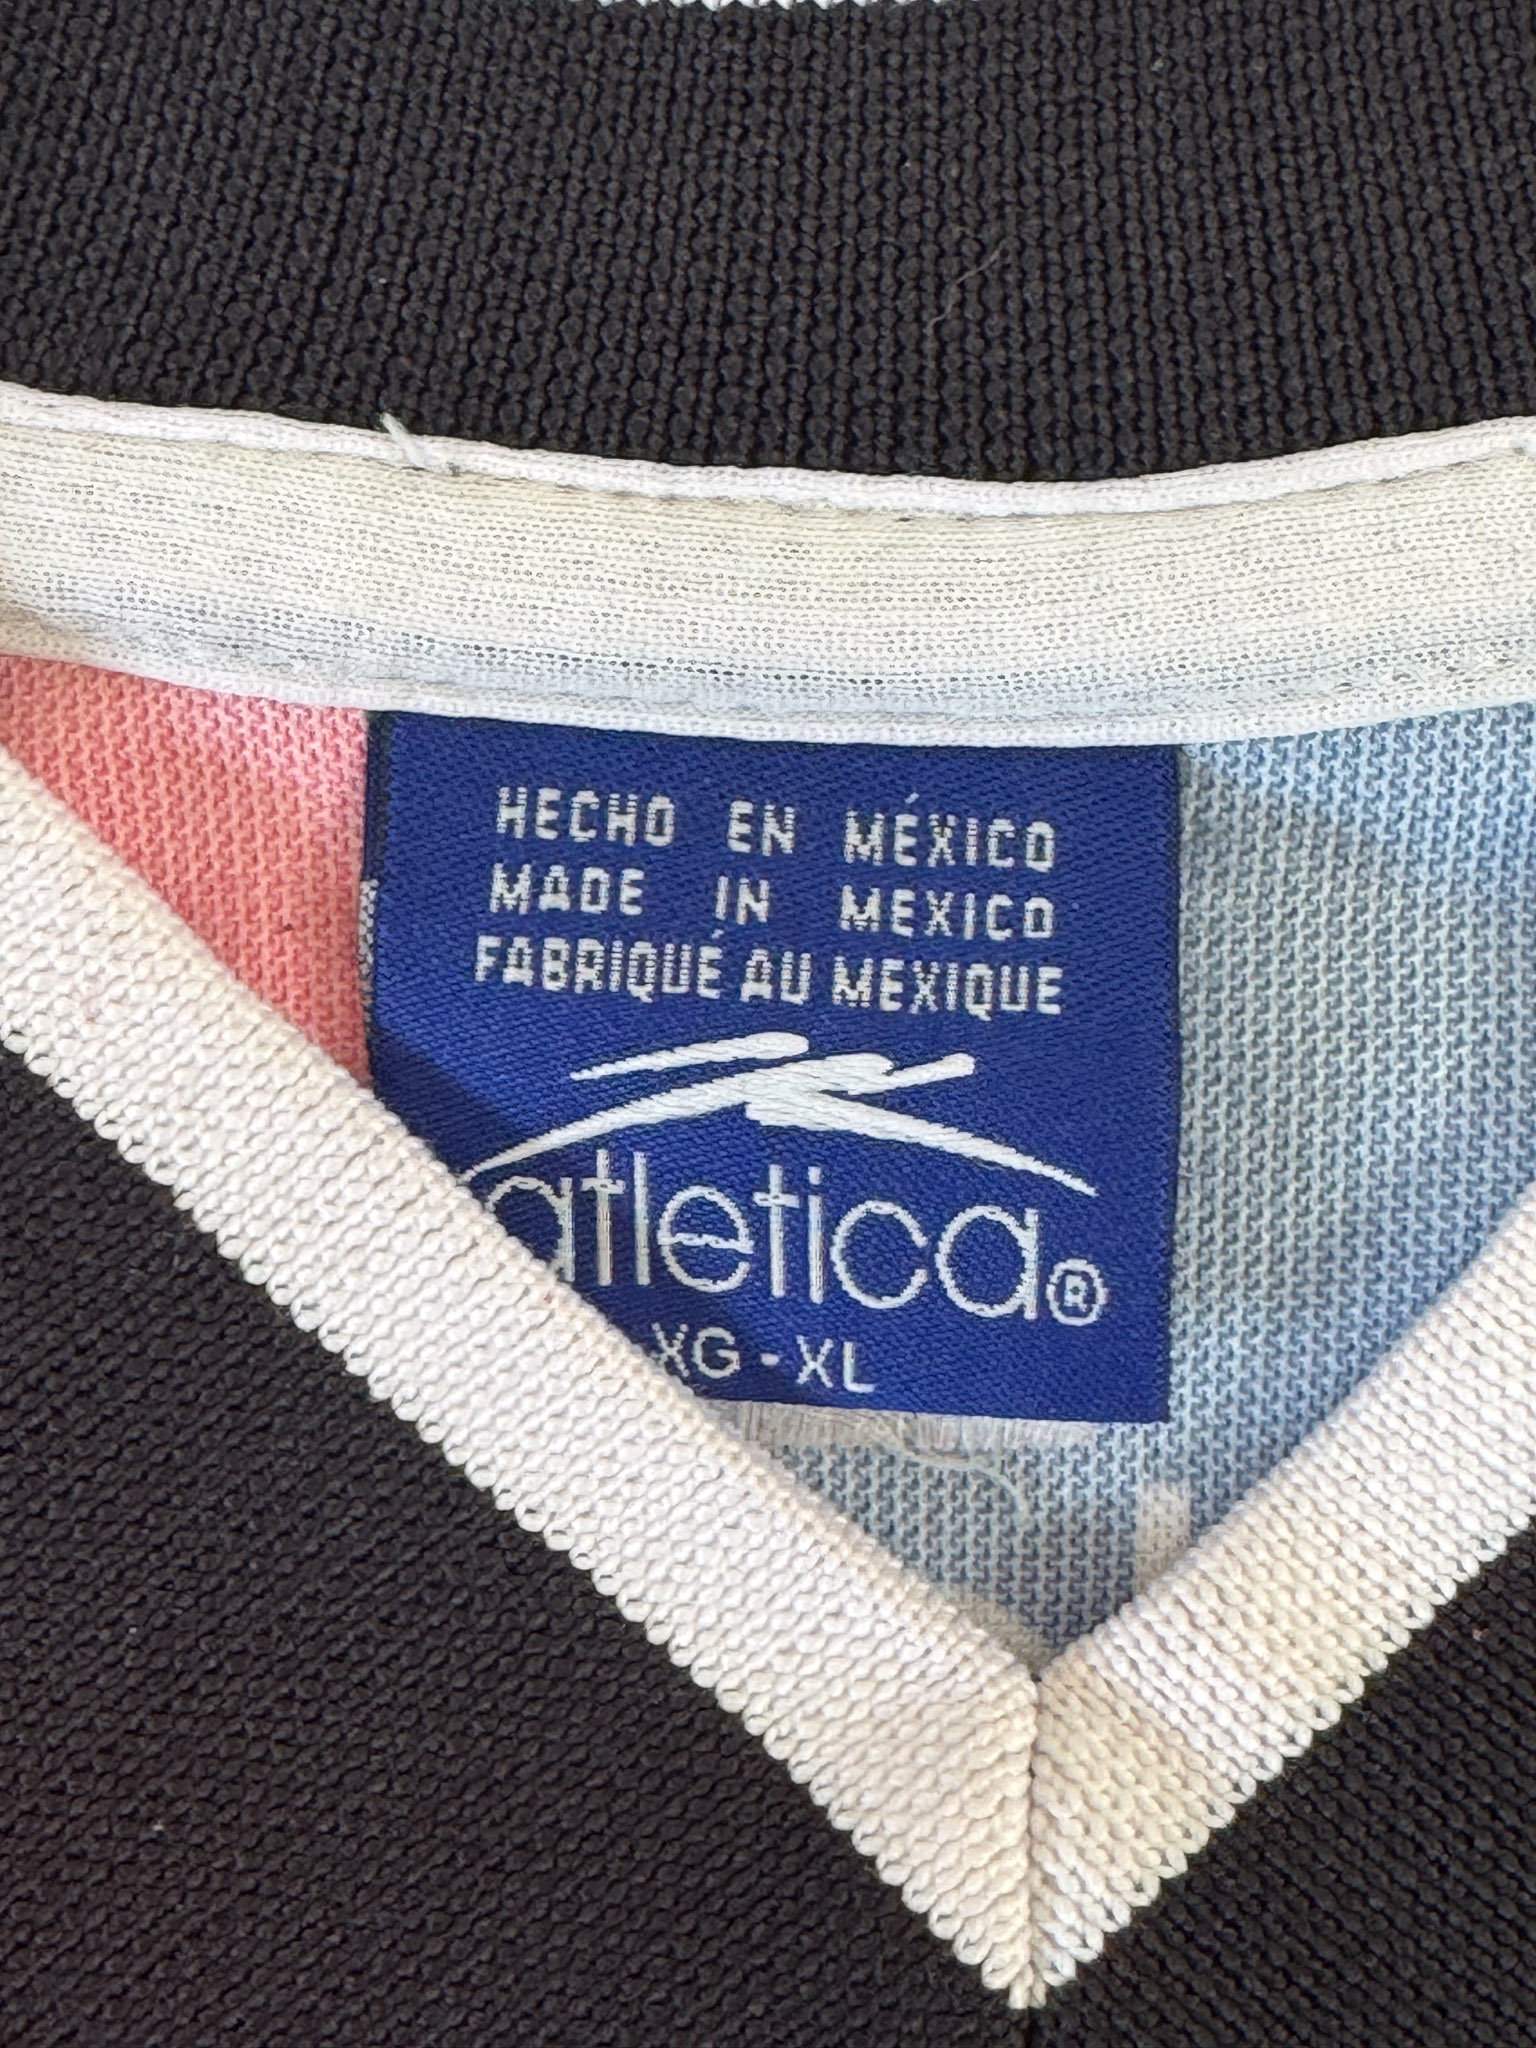 HECHO EN MÉXICO
MADE IN MEXICO
FABRIQUÉ AU MEXIQUE
atletica®
XG - XL